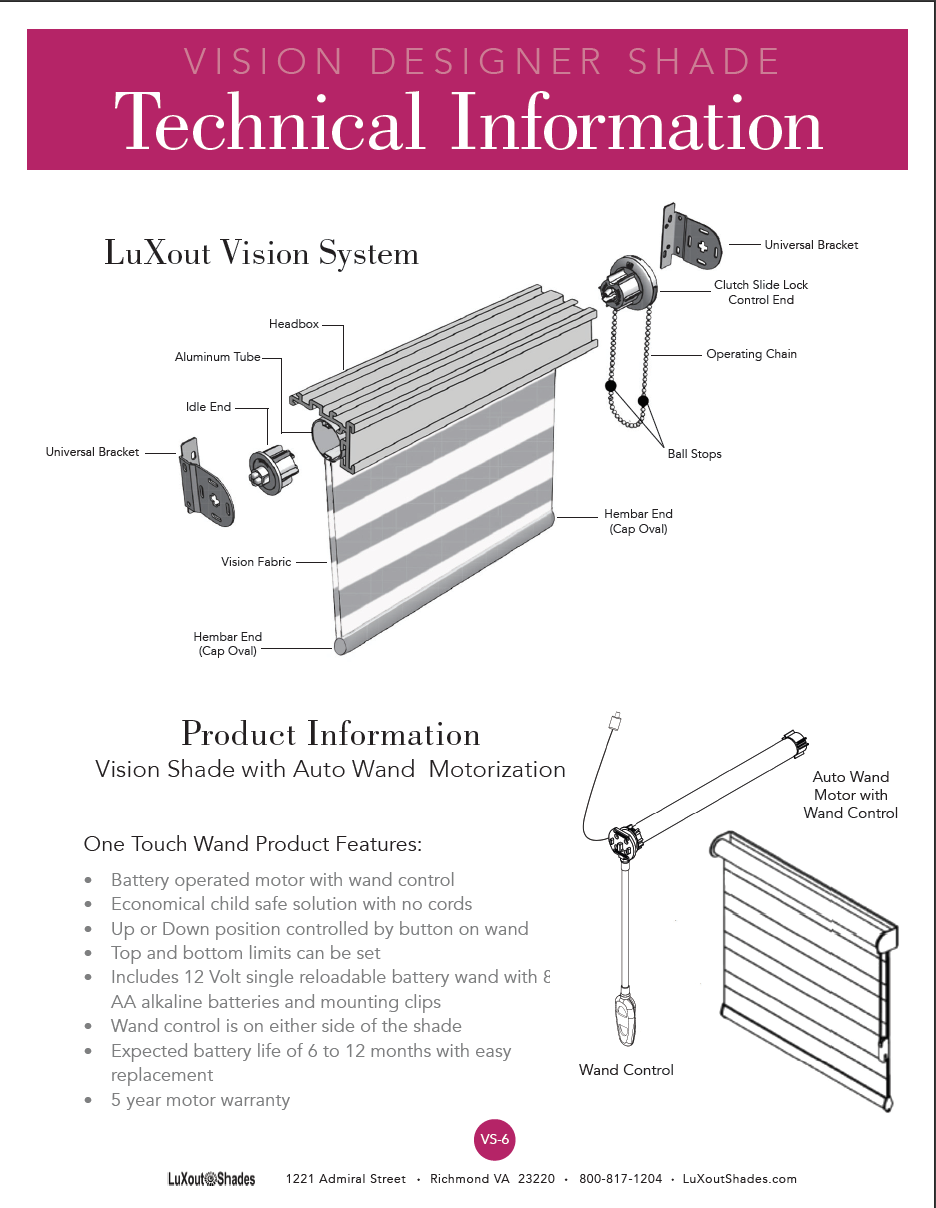 VISION DESIGNER SHADE
Technical Information
LuXout Vision System
Universal Bracket
Clutch Slide Lock
Control End
Headbox
Operating Chain
Aluminum Tube
Idle End
Universal Bracket
Ball Stops
Hembar End
(Cap Oval)
Vision Fabric
Hembar End
(Cap Oval)
Product Information
Vision Shade with Auto Wand Motorization
Auto Wand
Motor with
Wand Control
One Touch Wand Product Features:
• Battery operated motor with wand control
• Economical child safe solution with no cords
• Up or Down position controlled by button on wand
• Top and bottom limits can be set
• Includes 12 Volt single reloadable battery wand with 8
AA alkaline batteries and mounting clips
• Wand control is on either side of the shade
• Expected battery life of 6 to 12 months with easy
replacement
• 5 year motor warranty
Wand Control
VS-6
LuXout Shades 1221 Admiral Street • Richmond VA 23220 • 800-817-1204 • LuXoutShades.com